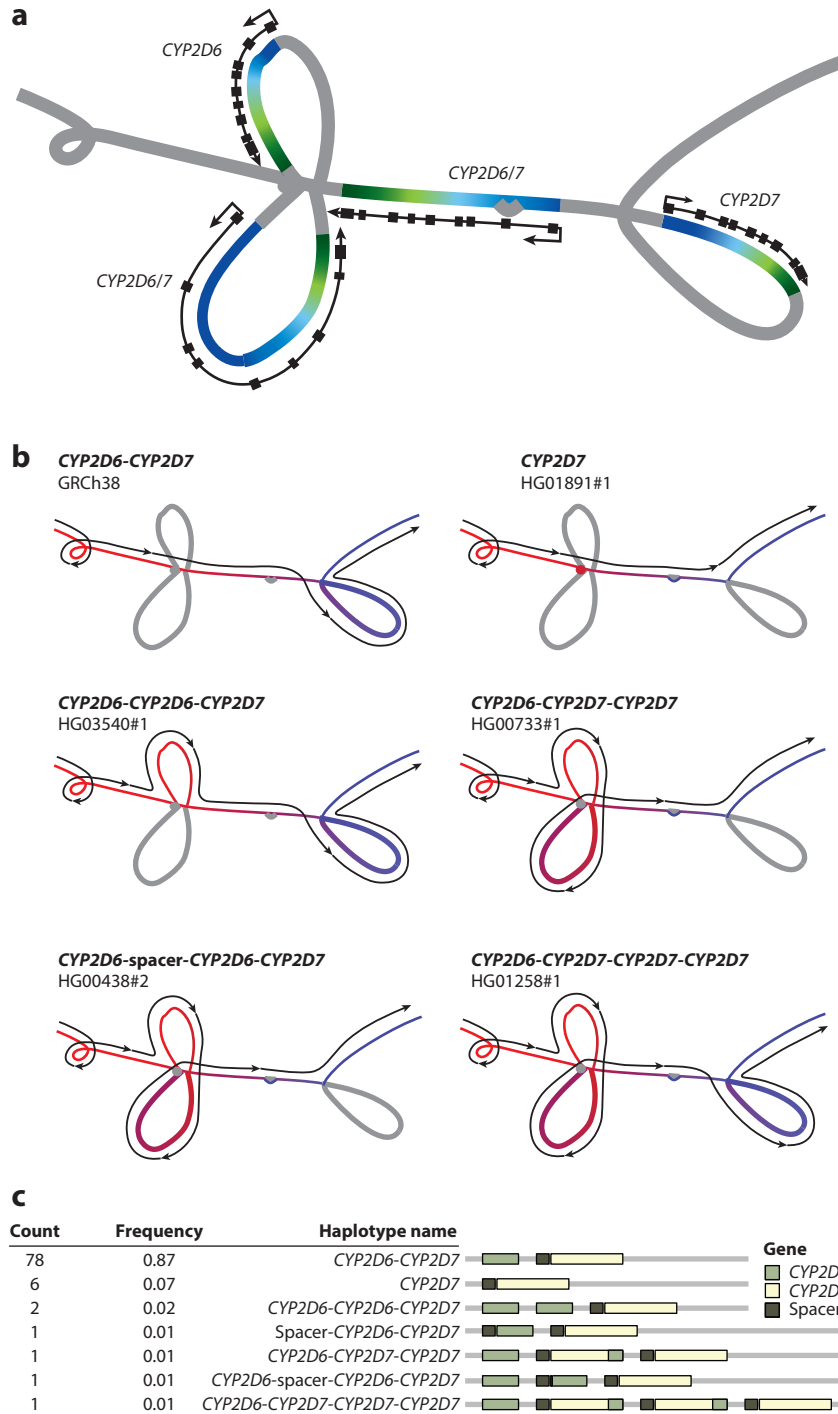 a
CYP2D6
CYP2D6/7
CYP2D7
CYP2D6/7
b
CYP2D6-CYP2D7
GRCh38
CYP2D7
HG01891#1
CYP2D6-CYP2D6-CYP2D7
HG03540#1
CYP2D6-CYP2D7-CYP2D7
HG00733#1
CYP2D6-spacer-CYP2D6-CYP2D7
HG00438#2
CYP2D6-CYP2D7-CYP2D7-CYP2D7
HG01258#1
c
Count Frequency Haplotype name
Gene
78 0.87 CYP2D6-CYP2D7
6 0.07 CYP2D7
2 0.02 CYP2D6-CYP2D6-CYP2D7
1 0.01 Spacer-CYP2D6-CYP2D7
1 0.01 CYP2D6-CYP2D7-CYP2D7
1 0.01 CYP2D6-spacer-CYP2D6-CYP2D7
1 0.01 CYP2D6-CYP2D7-CYP2D7-CYP2D7
CYP2D
CYP2D
Spacer